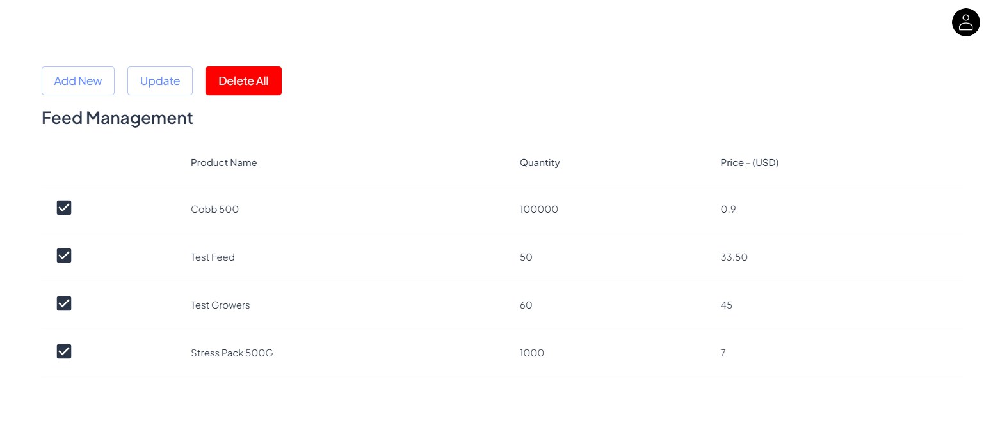 Add New Update Delete All
Feed Management
Product Name Quantity Price - (USD)
Cobb 500 100000 0.9
Test Feed 50 33.50
Test Growers 60 45
Stress Pack 500G 1000 7